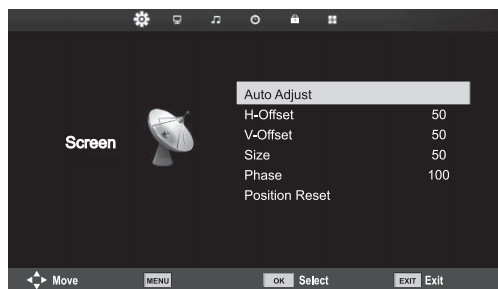 Auto Adjust
H-Offset 50
V-Offset 50
Screen
Size 50
Phase 100
Position Reset
Move MENU OK Select EXIT Exit